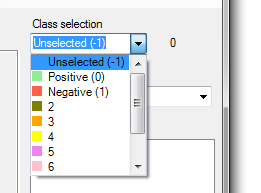 Class selection
Unselected (-1) 0
Unselected (-1)
Positive (0)
Negative (1)
2
3
4
5
6